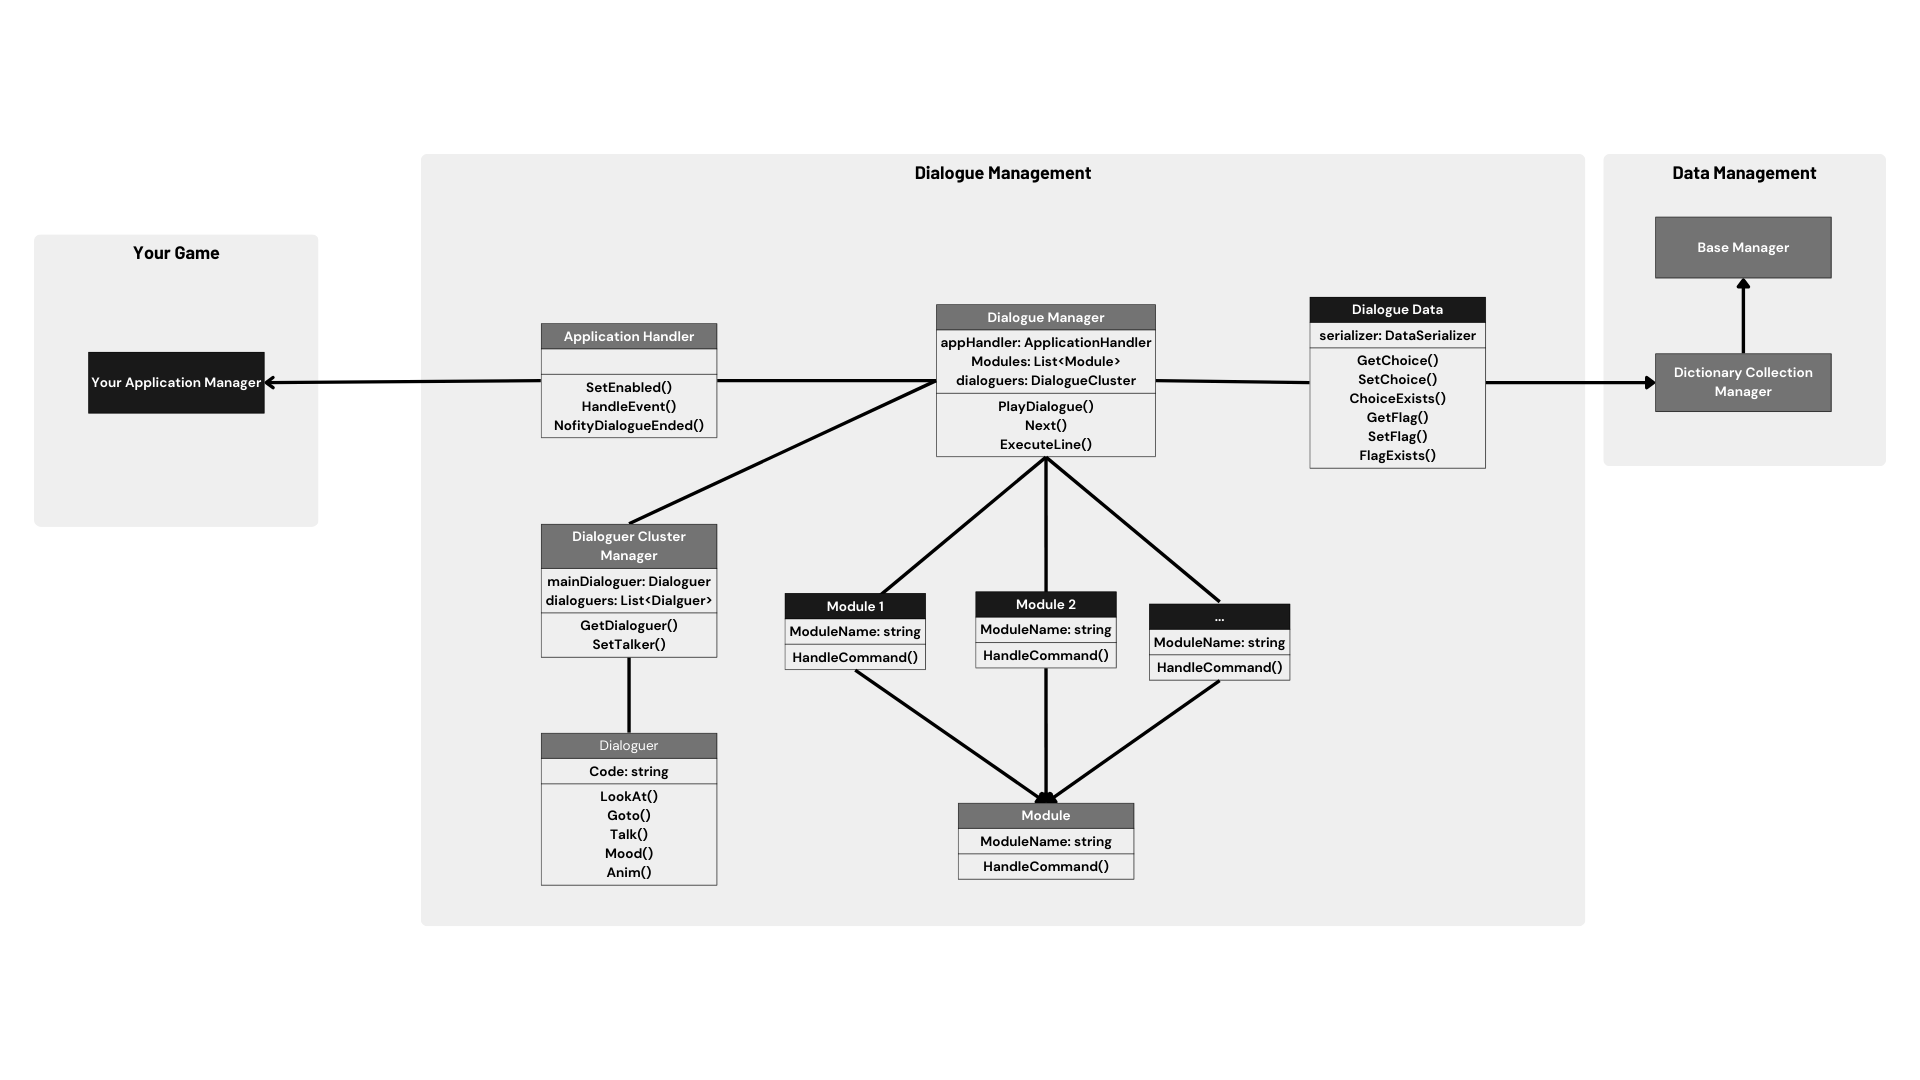 Your Game
Your Application Manager
Dialogue Management
Application Handler
SetEnabled()
HandleEvent()
NofityDialogueEnded()
Dialogue Manager
appHandler: ApplicationHandler
Modules: List<Module>
dialoguers: DialogueCluster
PlayDialogue()
Next()
ExecuteLine()
Dialogue Data
serializer: DataSerializer
GetChoice()
SetChoice()
ChoiceExists()
GetFlag()
SetFlag()
FlagExists()
Dialoguer Cluster
Manager
mainDialoguer: Dialoguer
dialoguers: List<Dialguer>
GetDialoguer()
SetTalker()
Module 1
ModuleName: string
HandleCommand()
Module 2
ModuleName: string
HandleCommand()
...
ModuleName: string
HandleCommand()
Dialoguer
Code: string
LookAt()
Goto()
Talk()
Mood()
Anim()
Module
ModuleName: string
HandleCommand()
Data Management
Base Manager
Dictionary Collection
Manager